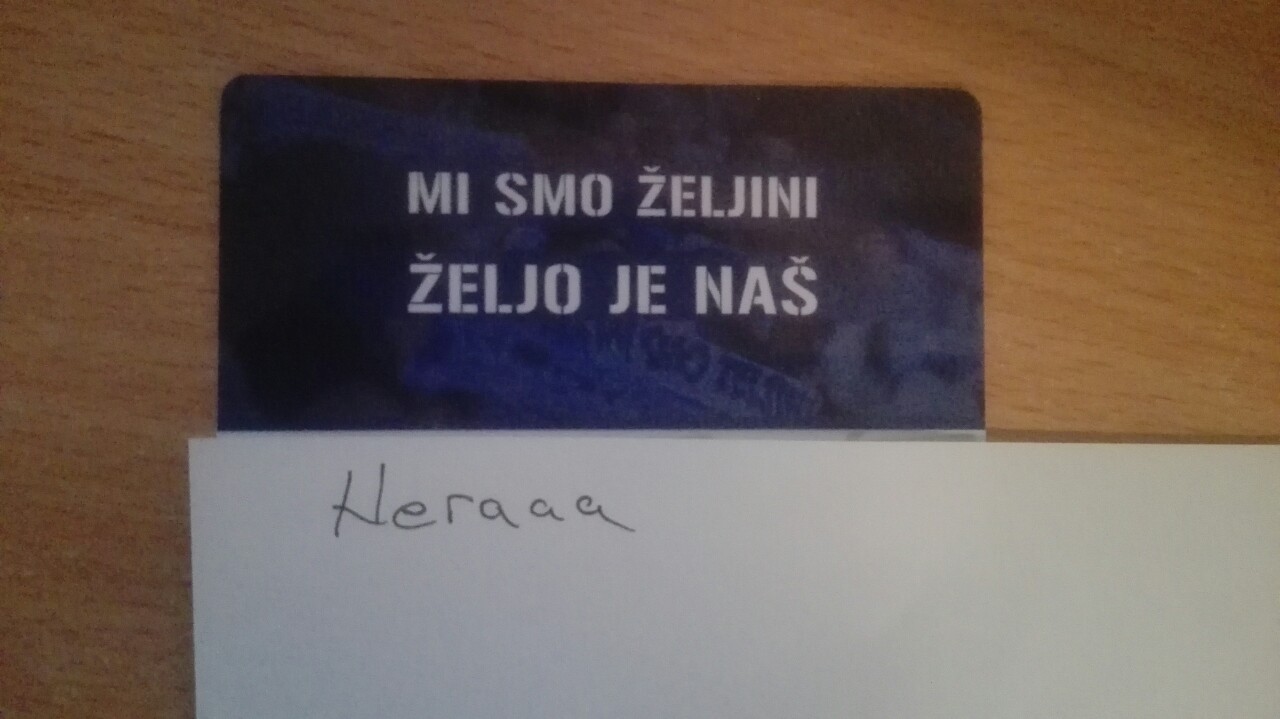 MI SMO ŽELJINI
ŽELJO JE NAŠ
Heraaa